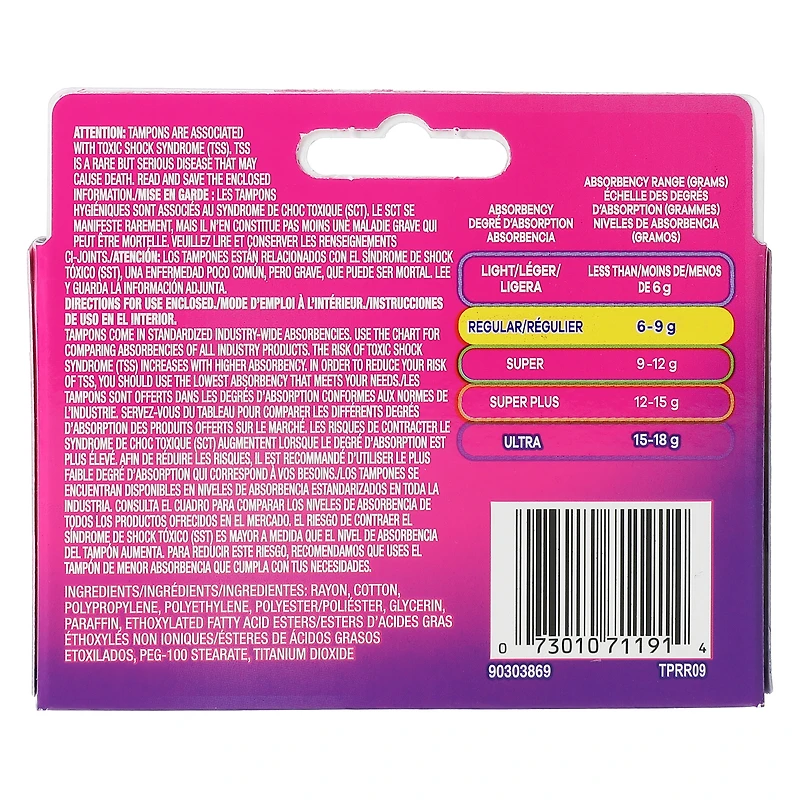 ATTENTION: TAMPONS ARE ASSOCIATED
WITH TOXIC SHOCK SYNDROME (TSS). TSS
IS A RARE BUT SERIOUS DISEASE THAT MAY
CAUSE DEATH. READ AND SAVE THE ENCLOSED
INFORMATION./MISE EN GARDE : LES TAMPONS
HYGIÉNIQUES SONT ASSOCIÉS AU SYNDROME DE CHOC TOXIQUE (SCT). LE SCT SE
MANIFESTE RAREMENT, MAIS IL N'EN CONSTITUE PAS MOINS UNE MALADIE GRAVE QUI
PEUT ÊTRE MORTELLE. VEUILLEZ LIRE ET CONSERVER LES RENSEIGNEMENTS
CI-JOINTS./ATENCIÓN: LOS TAMPONES ESTÁN RELACIONADOS CON EL SÍNDROME DE SHOCK
TÓXICO (SST), UNA ENFERMEDAD POCO COMÚN, PERO GRAVE, QUE PUEDE SER MORTAL. LEE
Y GUARDA LA INFORMACIÓN ADJUNTA.
DIRECTIONS FOR USE ENCLOSED./MODE D'EMPLOI À L'INTÉRIEUR./INSTRUCCIONES
DE USO EN EL INTERIOR.
TAMPONS COME IN STANDARDIZED INDUSTRY-WIDE ABSORBENCIES. USE THE CHART FOR
COMPARING ABSORBENCIES OF ALL INDUSTRY PRODUCTS. THE RISK OF TOXIC SHOCK
SYNDROME (TSS) INCREASES WITH HIGHER ABSORBENCY. IN ORDER TO REDUCE YOUR RISK
OF TSS, YOU SHOULD USE THE LOWEST ABSORBENCY THAT MEETS YOUR NEEDS./LES
TAMPONS SONT OFFERTS DANS LES DEGRÉS D'ABSORPTION CONFORMES AUX NORMES DE
L'INDUSTRIE. SERVEZ-VOUS DU TABLEAU POUR COMPARER LES DIFFÉRENTS DEGRÉS
D'ABSORPTION DES PRODUITS OFFERTS SUR LE MARCHÉ. LES RISQUES DE CONTRACTER LE
SYNDROME DE CHOC TOXIQUE (SCT) AUGMENTENT LORSQUE LE DEGRÉ D'ABSORPTION EST
PLUS ÉLEVÉ. AFIN DE RÉDUIRE LES RISQUES, IL EST RECOMMANDÉ D'UTILISER LE PLUS
FAIBLE DEGRÉ D'ABSORPTION QUI CORRESPOND À VOS BESOINS./LOS TAMPONES SE
ENCUENTRAN DISPONIBLES EN NIVELES DE ABSORBENCIA ESTANDARIZADOS EN TODA LA
INDUSTRIA. CONSULTA EL CUADRO PARA COMPARAR LOS NIVELES DE ABSORBENCIA DE
TODOS LOS PRODUCTOS OFRECIDOS EN EL MERCADO. EL RIESGO DE CONTRAER EL
SÍNDROME DE SHOCK TÓXICO (SST) ES MAYOR A MEDIDA QUE EL NIVEL DE ABSORBENCIA
DEL TAMPÓN AUMENTA. PARA REDUCIR ESTE RIESGO, RECOMENDAMOS QUE USES EL
TAMPÓN DE MENOR ABSORBENCIA QUE CUMPLA CON TUS NECESIDADES.
INGREDIENTS/INGRÉDIENTS/INGREDIENTES: RAYON, COTTON,
POLYPROPYLENE, POLYETHYLENE, POLYESTER/POLIÉSTER, GLYCERIN,
PARAFFIN, ETHOXYLATED FATTY ACID ESTERS/ESTERS D'ACIDES GRAS
ÉTHOXYLÉS NON IONIQUES/ÉSTERES DE ÁCIDOS GRASOS
ETOXILADOS, PEG-100 STEARATE, TITANIUM DIOXIDE
ABSORBENCY
DEGRÉ D'ABSORPTION
ABSORBENCIA
ABSORBENCY RANGE (GRAMS)
ÉCHELLE DES DEGRÉS
D'ABSORPTION (GRAMMES)
NIVELES DE ABSORBENCIA
(GRAMOS)
LIGHT/LÉGER/
LIGERA
LESS THAN/MOINS DE/MENOS
DE 6 g
REGULAR/RÉGULIER 6-9 g
SUPER 9-12 g
SUPER PLUS 12-15 g
ULTRA 15-18 g
0 73010 71191 4
90303869 TPRR09